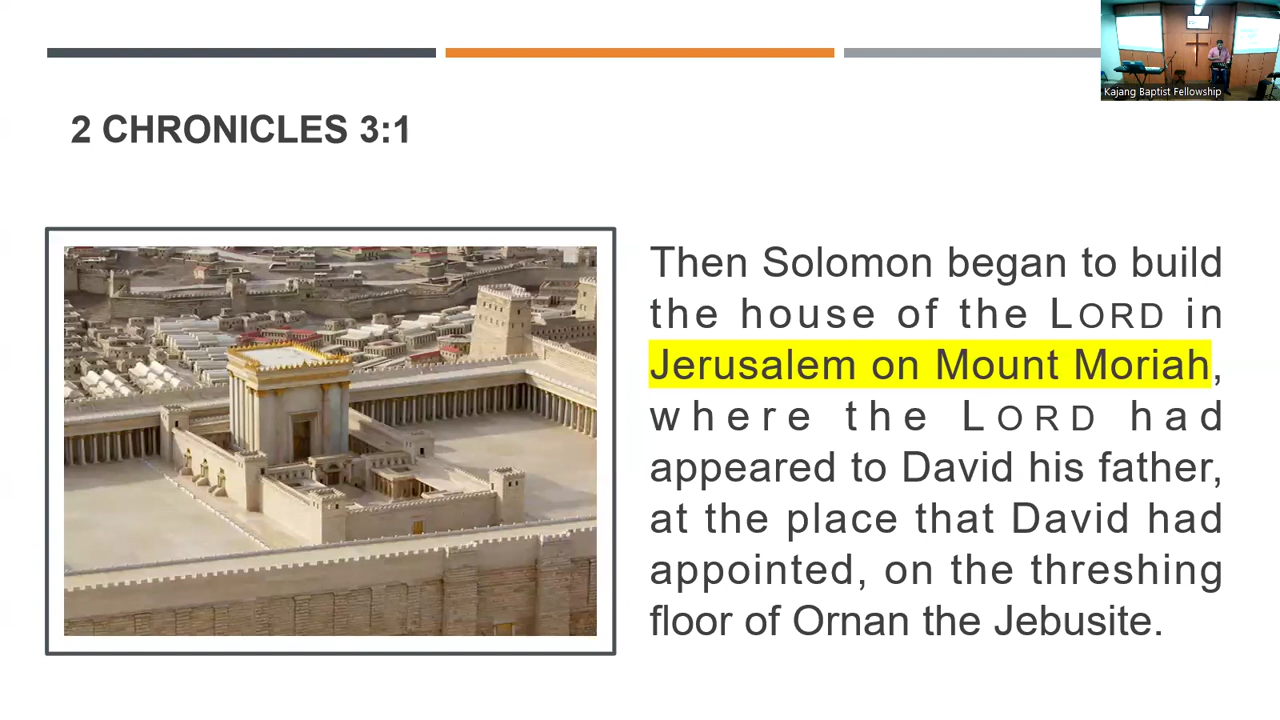 Kajang Baptist Fellowship
2 CHRONICLES 3:1
Then Solomon began to build
the house of the LORD in
Jerusalem on Mount Moriah,
where the LORD had
appeared to David his father,
at the place that David had
appointed, on the threshing
floor of Ornan the Jebusite.